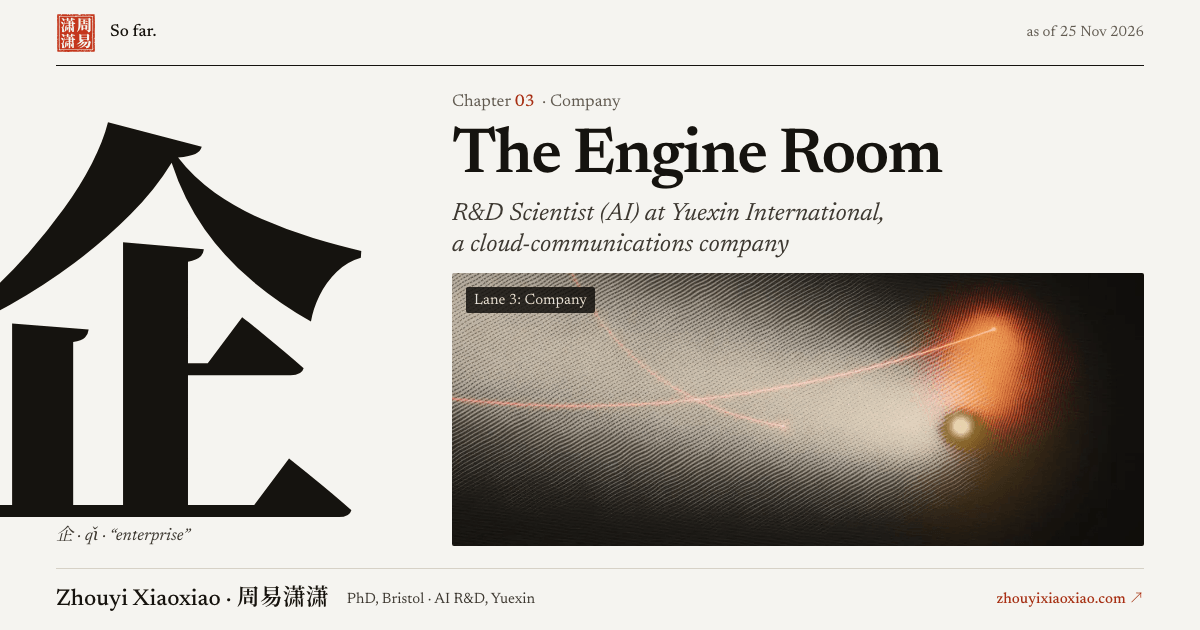 周易潇潇
So far.
as of 25 Nov 2026
Chapter 03 · Company
The Engine Room
R&D Scientist (AI) at Yuexin International,
a cloud-communications company
Lane 3: Company
企
企 · qǐ · “enterprise”
Zhouyi Xiaoxiao · 周易潇潇
PhD, Bristol · AI R&D, Yuexin
zhouyixiaoxiao.com ↗